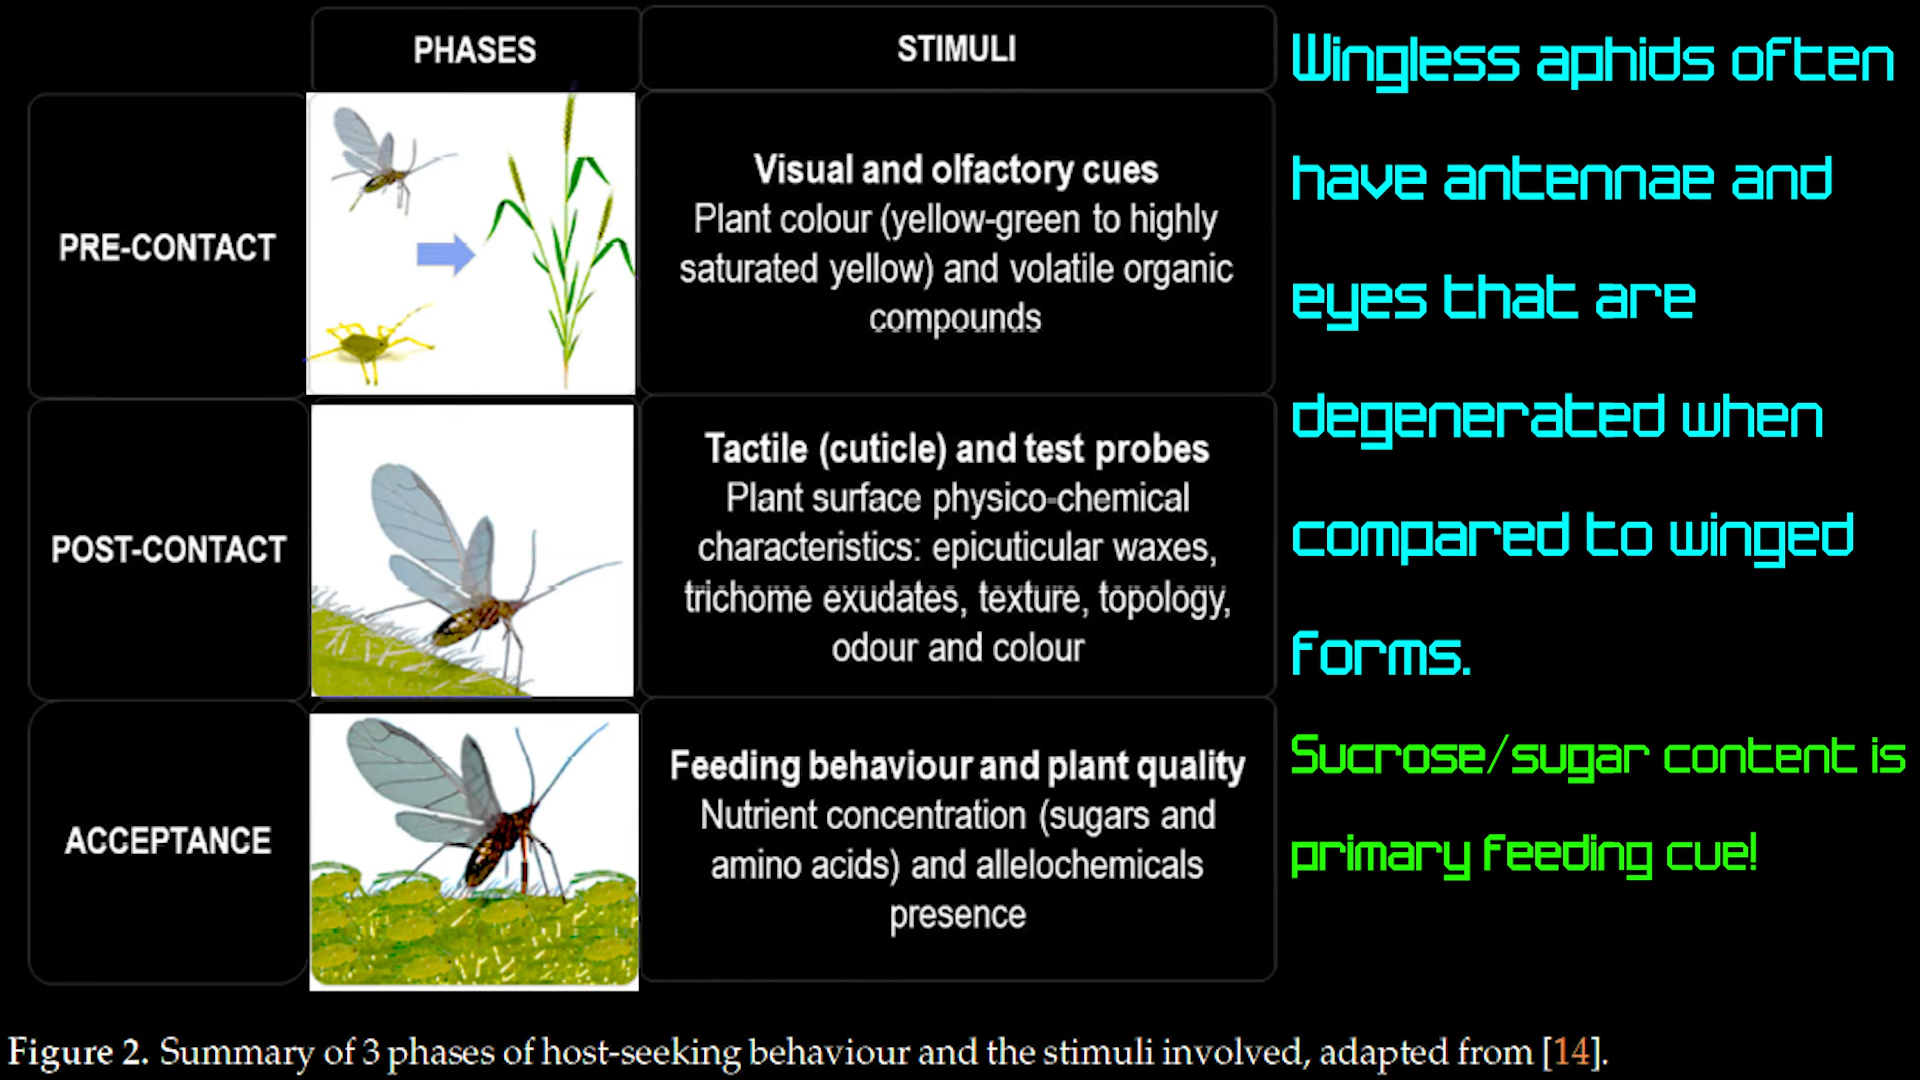 PHASES
STIMULI
PRE-CONTACT
Visual and olfactory cues
Plant colour (yellow-green to highly
saturated yellow) and volatile organic
compounds
POST-CONTACT
Tactile (cuticle) and test probes
Plant surface physico-chemical
characteristics: epicuticular waxes,
trichome exudates, texture, topology,
odour and colour
ACCEPTANCE
Feeding behaviour and plant quality
Nutrient concentration (sugars and
amino acids) and allelochemicals
presence
Wingless aphids often
have antennae and
eyes that are
degenerated when
compared to winged
forms.
Sucrose/sugar content is
primary feeding cue!
Figure 2. Summary of 3 phases of host-seeking behaviour and the stimuli involved, adapted from [14].